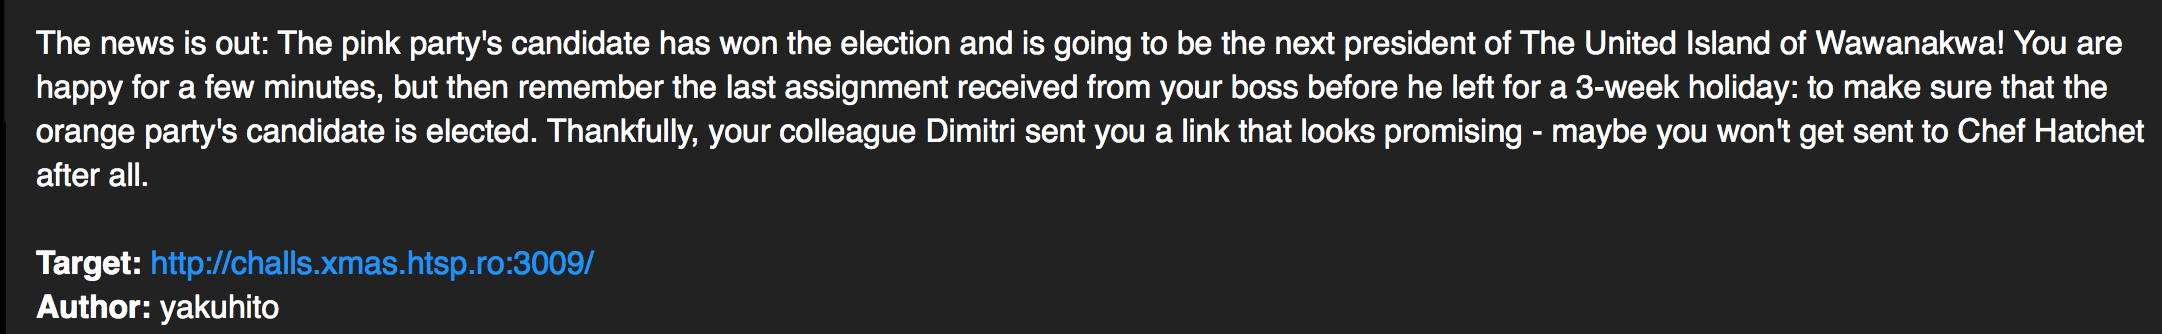 The news is out: The pink party's candidate has won the election and is going to be the next president of The United Island of Wawanakwa! You are
happy for a few minutes, but then remember the last assignment received from your boss before he left for a 3-week holiday: to make sure that the
orange party's candidate is elected. Thankfully, your colleague Dimitri sent you a link that looks promising - maybe you won't get sent to Chef Hatchet
after all.
Target: http://challs.xmas.htsp.ro:3009/
Author: yakuhito